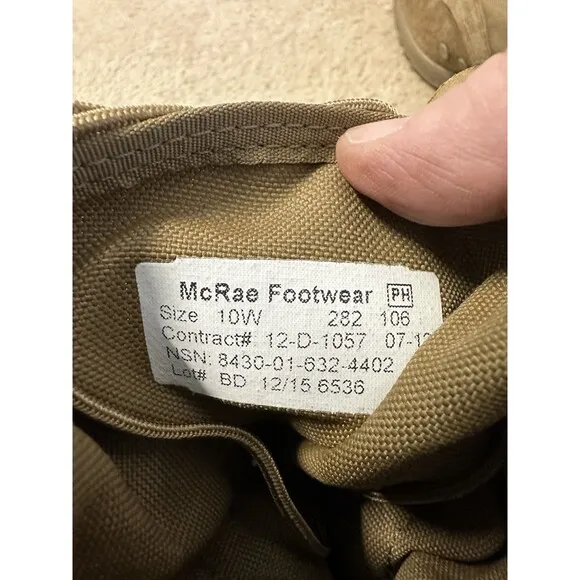 McRae Footwear PH
Size 10W 282 106
Contract# 12-D-1057
NSN: 8430-01-632-4402
Lot# BD 12/15 6536